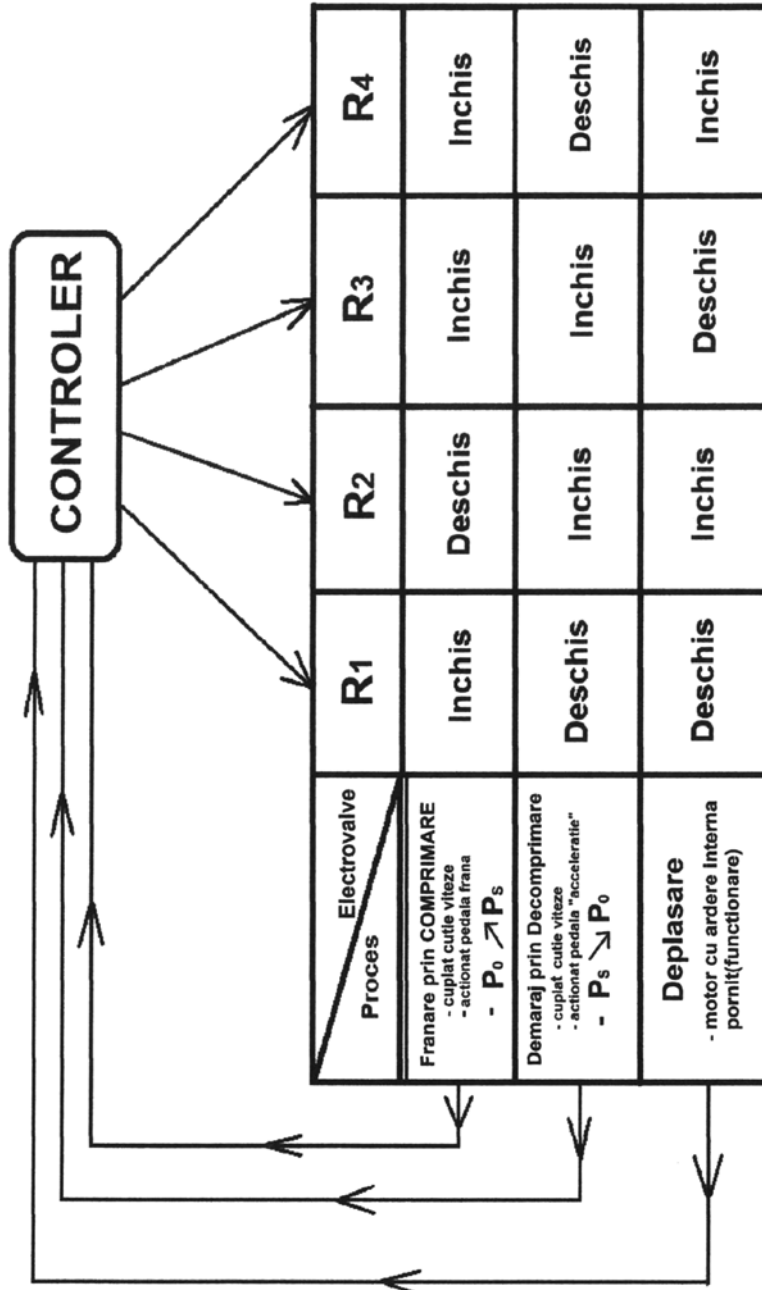 CONTROLER
Electrovalve
Proces
R1
R2
R3
R4
Franare prin COMPRIMARE
- cuplat cutie viteze
- actionat pedala frana
- P0 ↗ Ps
Inchis
Deschis
Inchis
Inchis
Demaraj prin Decomprimare
- cuplat cutie viteze
- actionat pedala "acceleratie"
- Ps ↘ P0
Deschis
Inchis
Inchis
Deschis
Deplasare
- motor cu ardere interna
pornit(functionare)
Deschis
Inchis
Deschis
Inchis